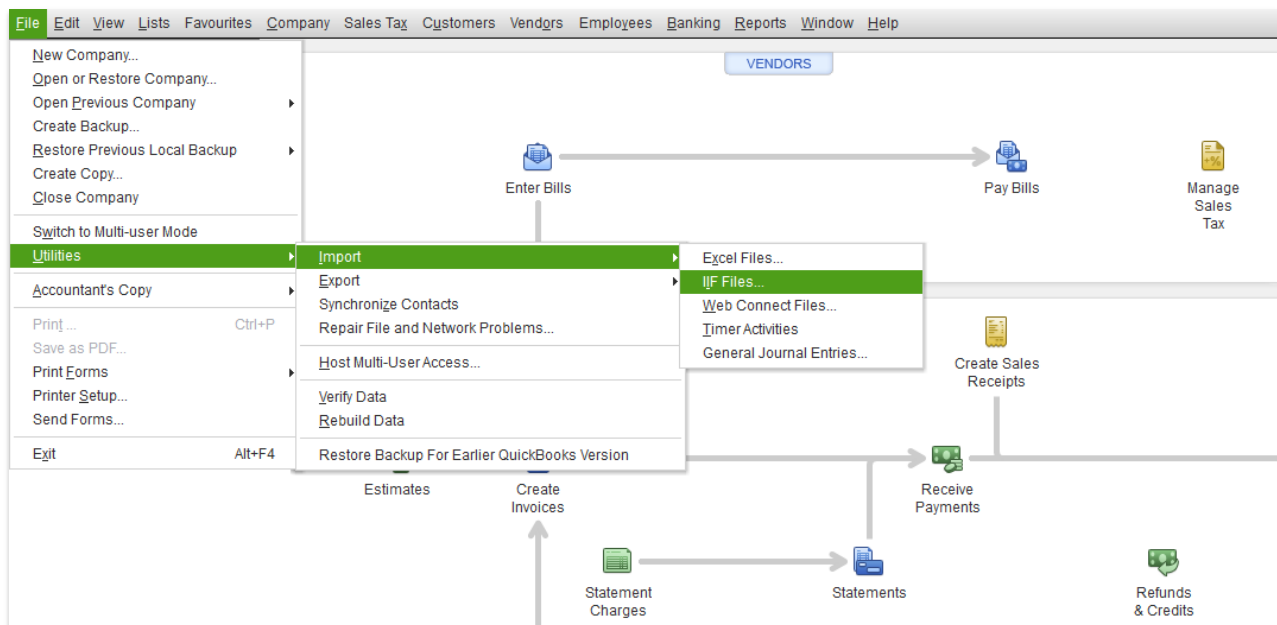 File Edit View Lists Favourites Company Sales Tax Customers Vendors Employees Banking Reports Window Help
New Company...
Open or Restore Company...
Open Previous Company
Create Backup...
Restore Previous Local Backup
Create Copy...
Close Company
Switch to Multi-user Mode
Utilities
Accountant's Copy
Print ... Ctrl+P
Save as PDF...
Print Forms
Printer Setup...
Send Forms...
Exit Alt+F4
Import
Export
Synchronize Contacts
Repair File and Network Problems...
Host Multi-User Access...
Verify Data
Rebuild Data
Restore Backup For Earlier QuickBooks Version
Excel Files...
IIF Files...
Web Connect Files...
Timer Activities
General Journal Entries...
VENDORS
Enter Bills
Pay Bills
Manage
Sales
Tax
Create Sales
Receipts
Estimates
Create
Invoices
Receive
Payments
Statement
Charges
Statements
Refunds
& Credits